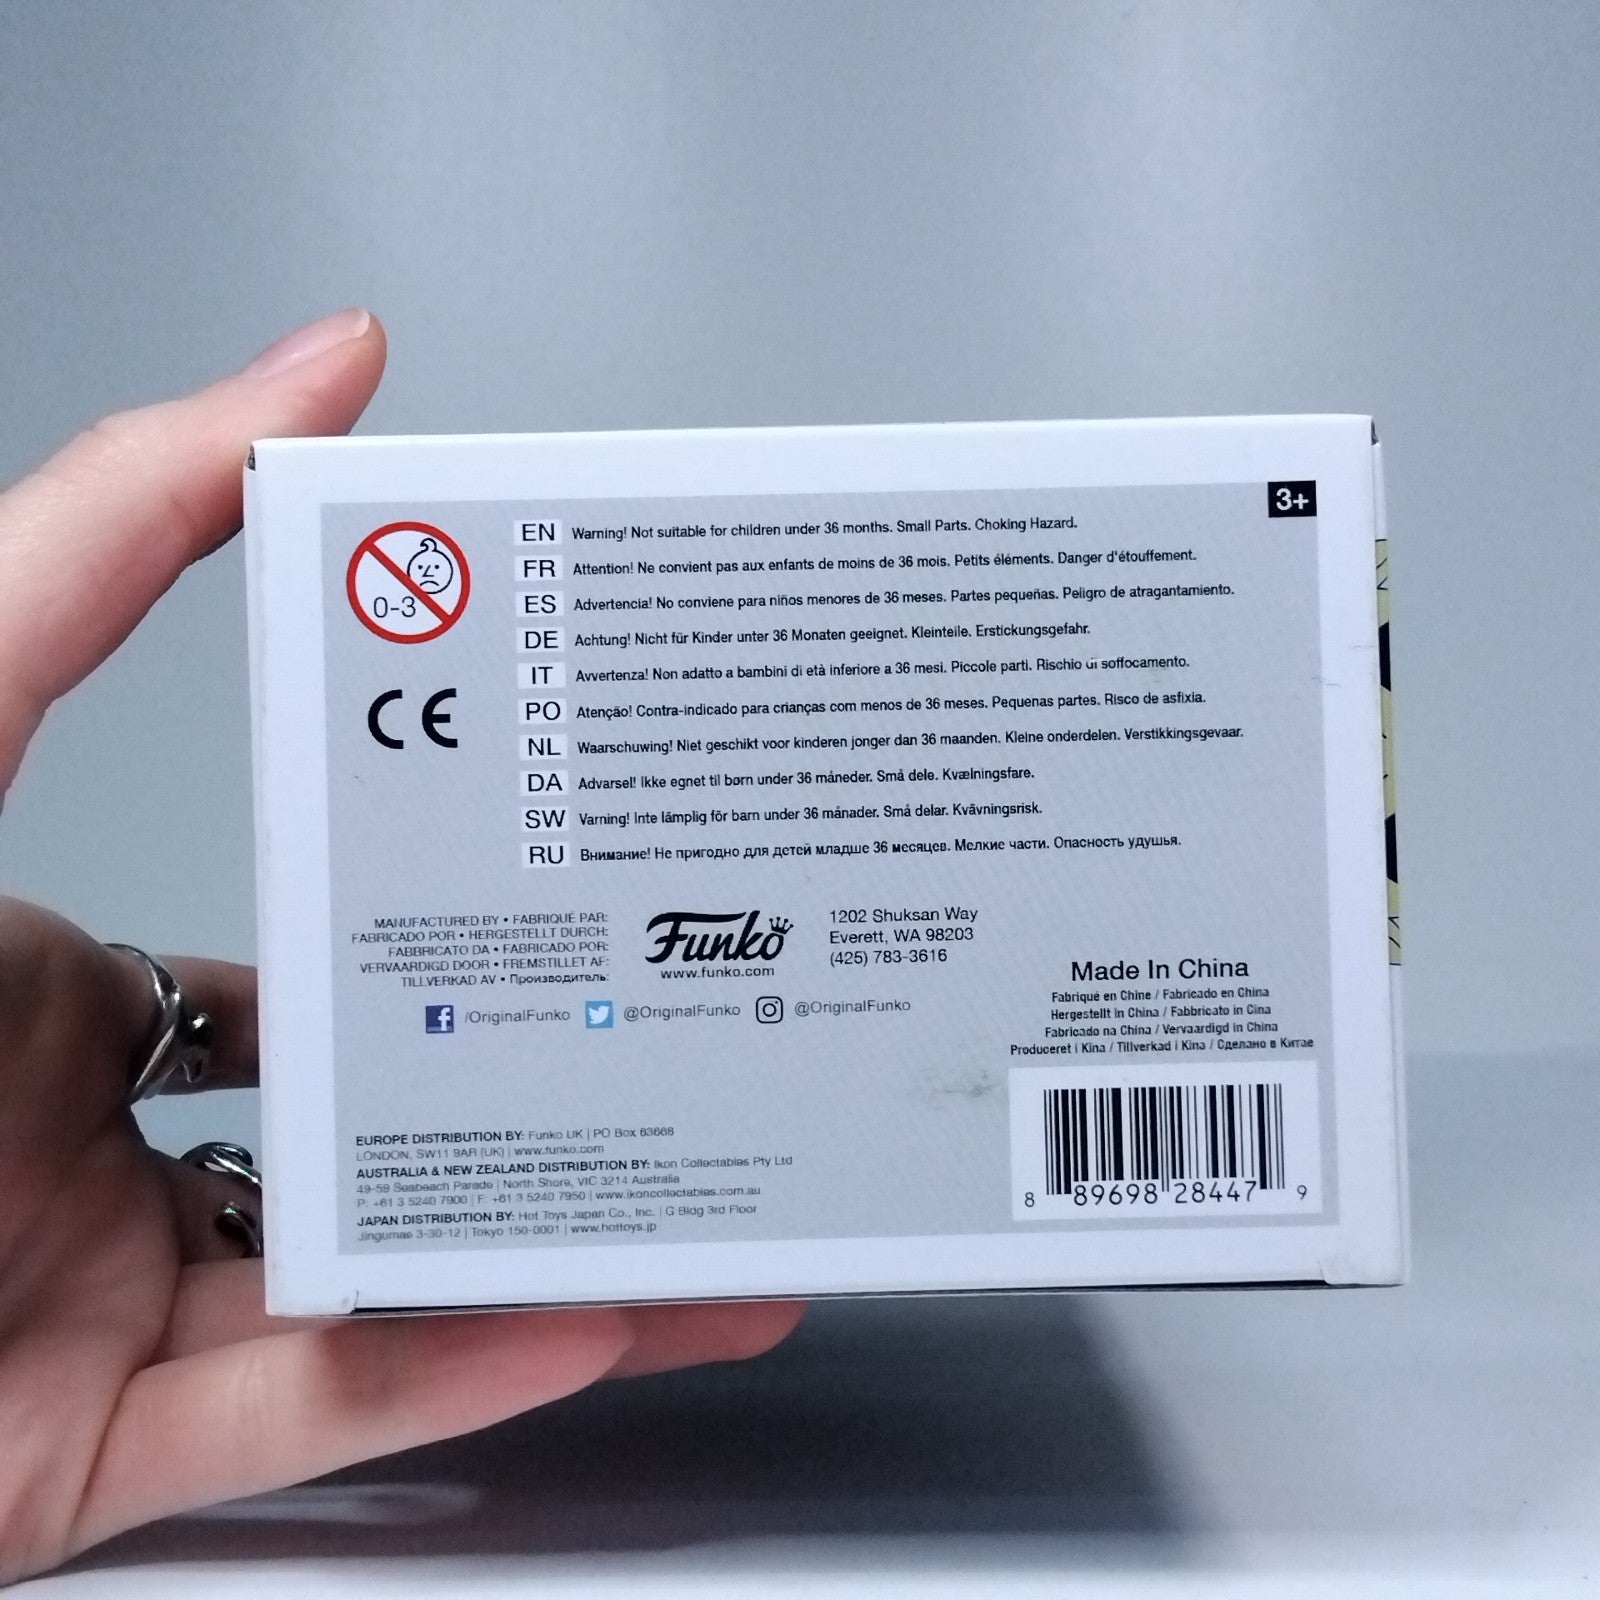 3+
0-3
EN Warning! Not suitable for children under 36 months. Small Parts. Choking Hazard.
FR Attention! Ne convient pas aux enfants de moins de 36 mois. Petits éléments. Danger d'étouffement.
ES Advertencia! No conviene para niños menores de 36 meses. Partes pequeñas. Peligro de atragantamiento.
DE Achtung! Nicht für Kinder unter 36 Monaten geeignet. Kleinteile. Erstickungsgefahr.
IT Avvertenza! Non adatto a bambini di età inferiore a 36 mesi. Piccole parti. Rischio di soffocamento.
PO Atenção! Contra-indicado para crianças com menos de 36 meses. Pequenas partes. Risco de asfixia.
NL Waarschuwing! Niet geschikt voor kinderen jonger dan 36 maanden. Kleine onderdelen. Verstikkingsgevaar.
DA Advarsel! Ikke egnet til børn under 36 måneder. Små dele. Kvælningsfare.
SW Varning! Inte lämplig för barn under 36 månader. Små delar. Kvävningsrisk.
RU Внимание! Не пригодно для детей младше 36 месяцев. Мелкие части. Опасность удушья.
CE
MANUFACTURED BY • FABRIQUÉ PAR:
FABRICADO POR • HERGESTELLT DURCH:
FABBRICATO DA • FABRICADO POR:
VERVAARDIGD DOOR • FREMSTILLET AF:
TILLVERKAD AV • Производитель:
Funko
www.funko.com
1202 Shuksan Way
Everett, WA 98203
(425) 783-3616
/OriginalFunko @OriginalFunko @OriginalFunko
Made In China
Fabriqué en Chine / Fabricado en China
Hergestellt in China / Fabbricato in Cina
Fabricado na China / Vervaardigd in China
Produceret i Kina / Tillverkad i Kina / Сделано в Китае
EUROPE DISTRIBUTION BY: Funko UK | PO Box 63668
LONDON, SW11 9AR (UK) | www.funko.com
AUSTRALIA & NEW ZEALAND DISTRIBUTION BY: Ikon Collectables Pty Ltd
49-59 Seabeach Parade | North Shore, VIC 3214 Australia
P: +61 3 5240 7900 | F: +61 3 5240 7950 | www.ikoncollectables.com.au
JAPAN DISTRIBUTION BY: Hot Toys Japan Co., Inc. | G Bldg 3rd Floor
Jingumae 3-30-12 | Tokyo 150-0001 | www.hottoys.jp
8 89698 28447 9